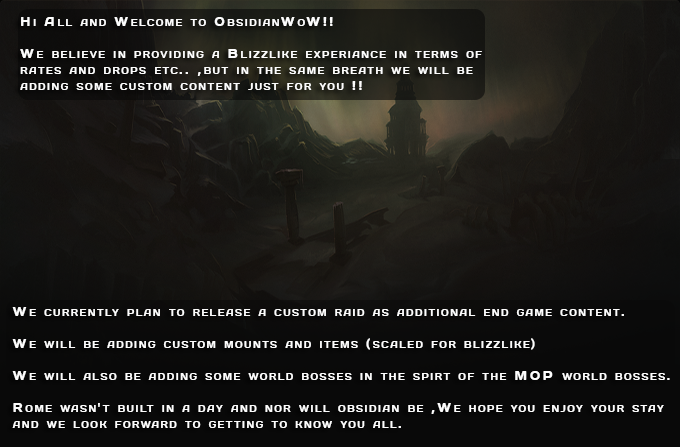 Hi All and Welcome to ObsidianWoW!!
We believe in providing a Blizzlike experiance in terms of
rates and drops etc.. ,but in the same breath we will be
adding some custom content just for you !!
We currently plan to release a custom raid as additional end game content.
We will be adding custom mounts and items (scaled for blizzlike)
We will also be adding some world bosses in the spirt of the MOP world bosses.
Rome wasn't built in a day and nor will obsidian be ,We hope you enjoy your stay
and we look forward to getting to know you all.